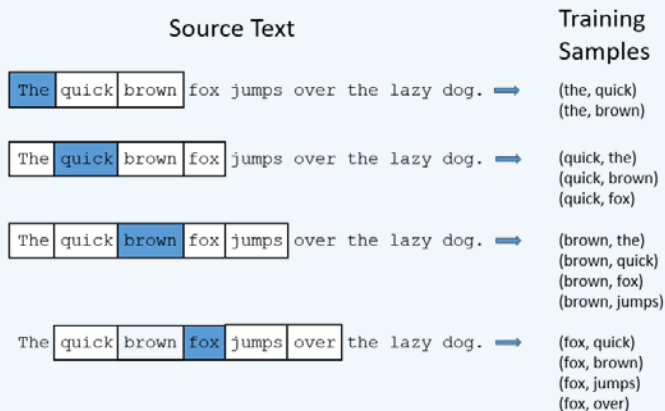 Source Text
Training
Samples
The quick brown fox jumps over the lazy dog.
(the, quick)
(the, brown)
The quick brown fox jumps over the lazy dog.
(quick, the)
(quick, brown)
(quick, fox)
The quick brown fox jumps over the lazy dog.
(brown, the)
(brown, quick)
(brown, fox)
(brown, jumps)
The quick brown fox jumps over the lazy dog.
(fox, quick)
(fox, brown)
(fox, jumps)
(fox, over)